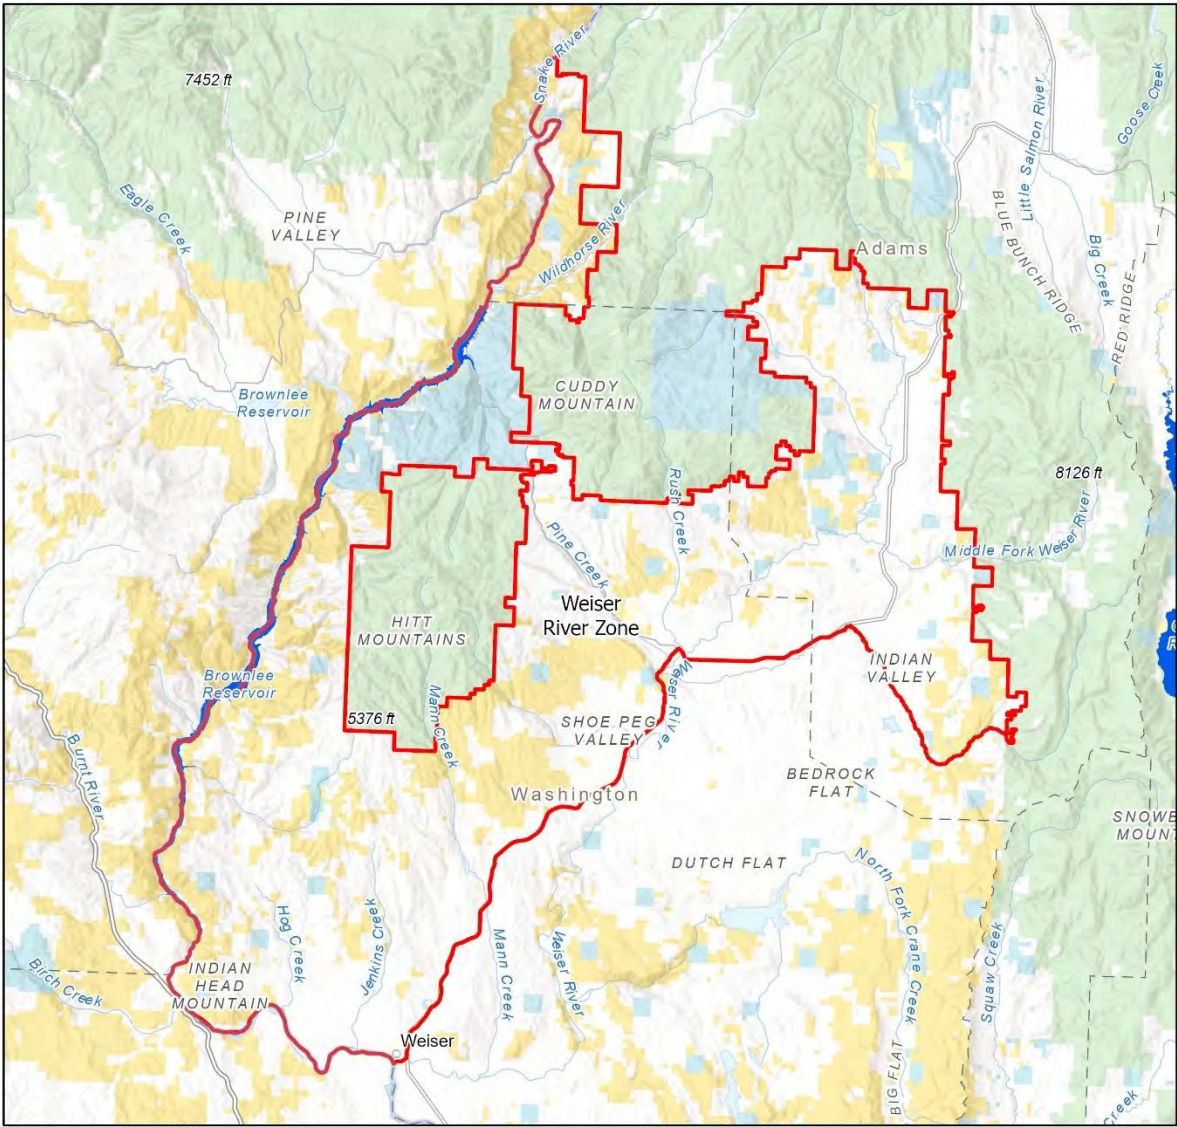 Snake River
7452 ft
Goose Creek
Little Salmon River
Eagle Creek
PINE
VALLEY
BLUE BUNCH RIDGE
Wildhorse River
Adams
Big Creek
RED RIDGE
CUDDY
MOUNTAIN
Brownlee
Reservoir
8126 ft
Rush Creek
Middle Fork Weiser River
Pine Creek
Weiser
River Zone
HITT
MOUNTAINS
INDIAN
VALLEY
Brownlee
Reservoir
Weiser River
Mann Creek
5376 ft
SHOE PEG
VALLEY
Burnt River
BEDROCK
FLAT
Washington
SNOWB
MOUNT
DUTCH FLAT
North Fork Crane Creek
Hog Creek
Jenkins Creek
Mann Creek
Weiser River
Squaw Creek
Birch Creek
INDIAN
HEAD
MOUNTAIN
Weiser
BIG FLAT
Creek